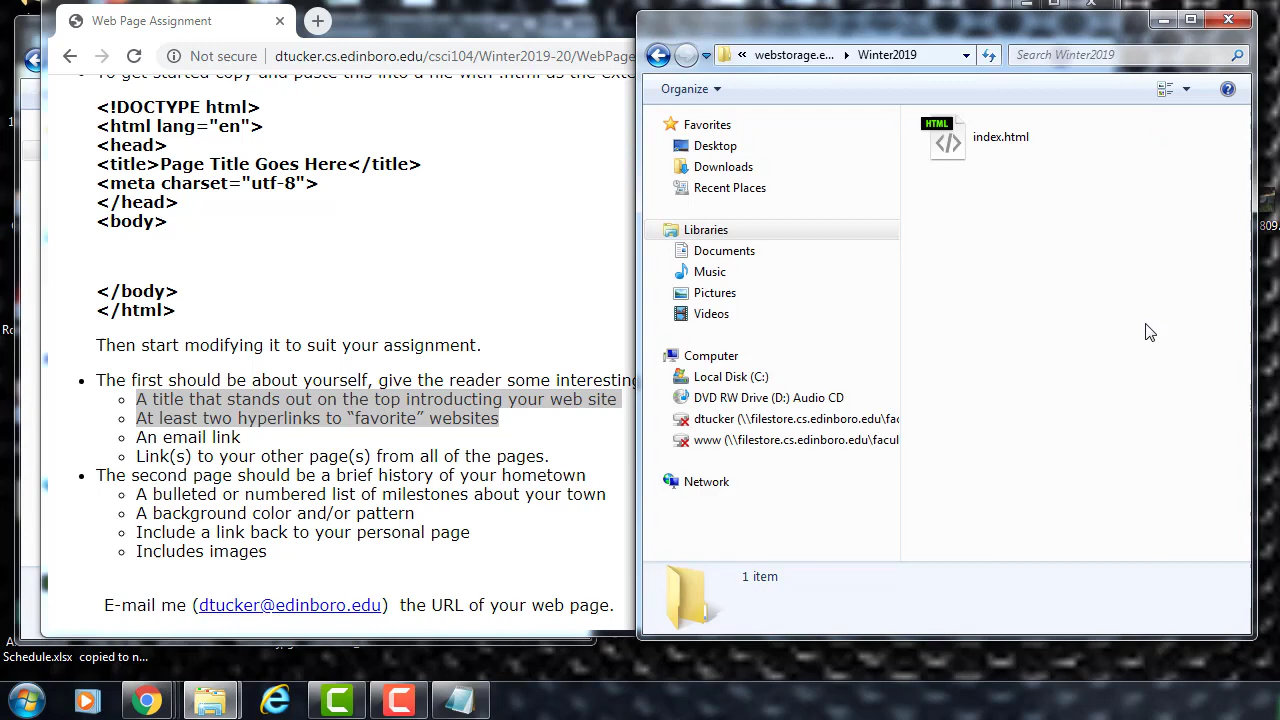 Web Page Assignment
Not secure
dtucker.cs.edinboro.edu/csci104/Winter2019-20/WebPage
<!DOCTYPE html>
<html lang="en">
<head>
<title>Page Title Goes Here</title>
<meta charset="utf-8">
</head>
<body>
</body>
</html>
Then start modifying it to suit your assignment.
• The first should be about yourself, give the reader some interesting
A title that stands out on the top introducting your web site
At least two hyperlinks to “favorite” websites
An email link
Link(s) to your other page(s) from all of the pages.
• The second page should be a brief history of your hometown
A bulleted or numbered list of milestones about your town
A background color and/or pattern
Include a link back to your personal page
Includes images
E-mail me (dtucker@edinboro.edu) the URL of your web page.
Schedule.xlsx copied to n...
« webstorage.e... ▸ Winter2019
Search Winter2019
Organize
Favorites
Desktop
Downloads
Recent Places
Libraries
Documents
Music
Pictures
Videos
Computer
Local Disk (C:)
DVD RW Drive (D:) Audio CD
dtucker (\\filestore.cs.edinboro.edu\fac
www (\\filestore.cs.edinboro.edu\facul
Network
HTML
index.html
1 item
809.